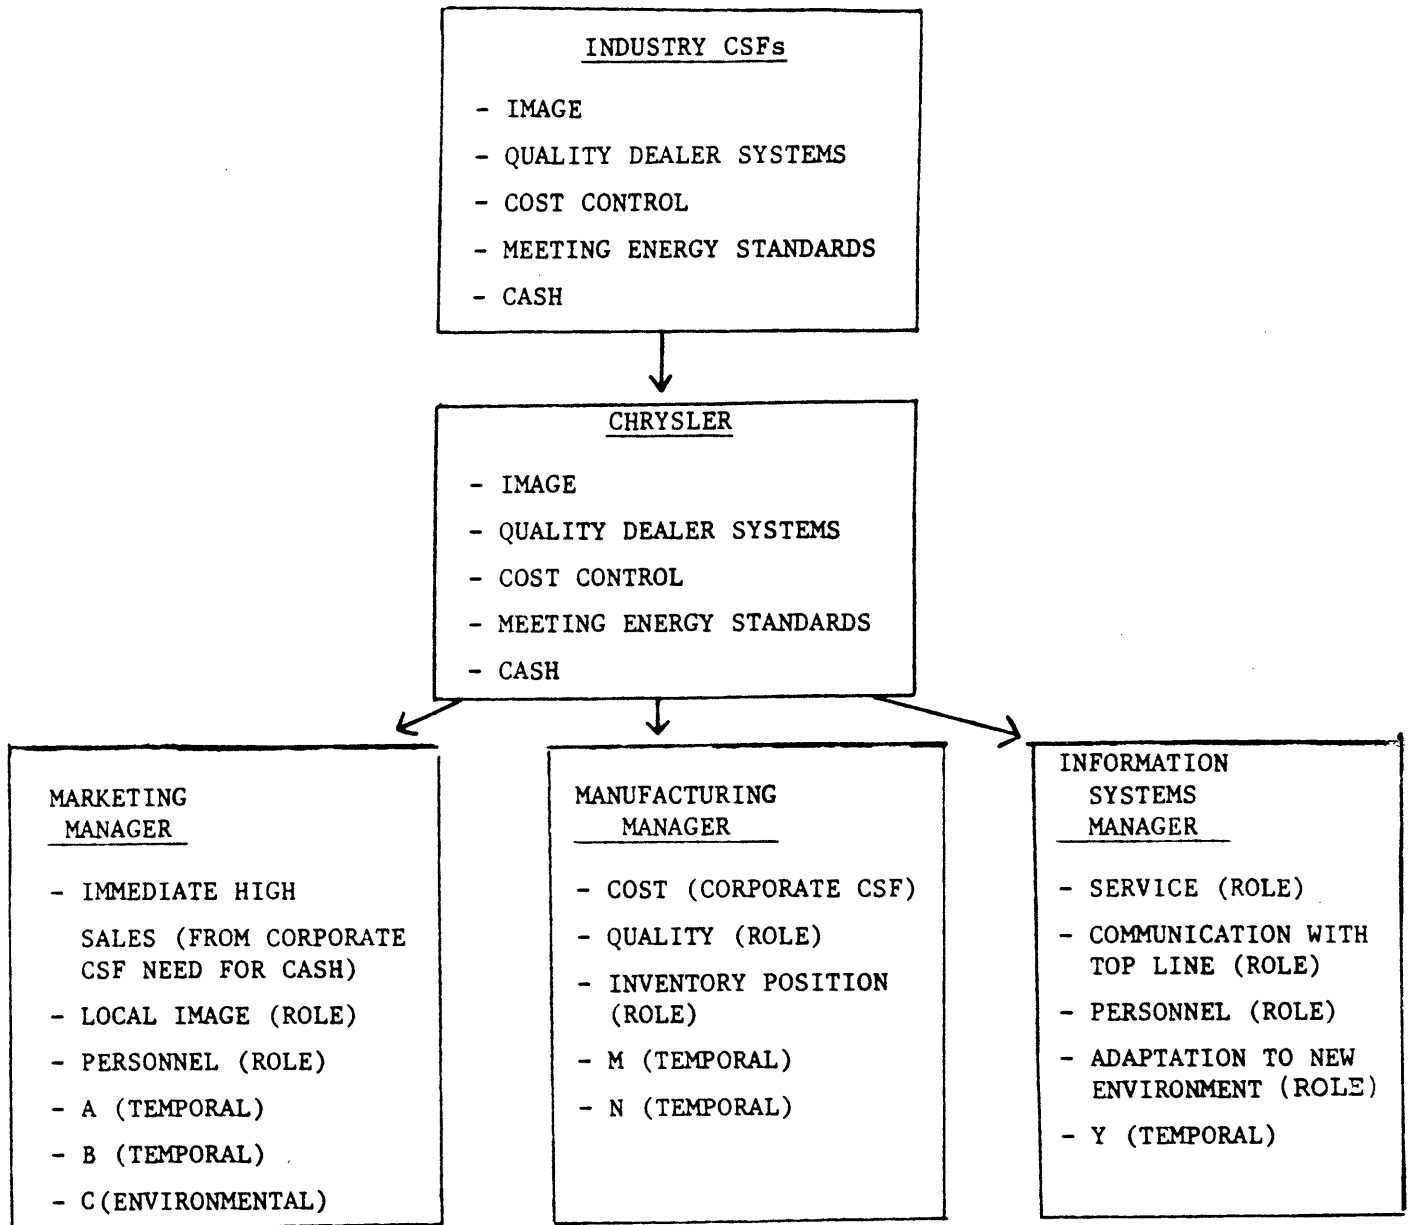 INDUSTRY CSFs
- IMAGE
- QUALITY DEALER SYSTEMS
- COST CONTROL
- MEETING ENERGY STANDARDS
- CASH
CHRYSLER
- IMAGE
- QUALITY DEALER SYSTEMS
- COST CONTROL
- MEETING ENERGY STANDARDS
- CASH
MARKETING
MANAGER
- IMMEDIATE HIGH
SALES (FROM CORPORATE
CSF NEED FOR CASH)
- LOCAL IMAGE (ROLE)
- PERSONNEL (ROLE)
- A (TEMPORAL)
- B (TEMPORAL)
- C(ENVIRONMENTAL)
MANUFACTURING
MANAGER
- COST (CORPORATE CSF)
- QUALITY (ROLE)
- INVENTORY POSITION
(ROLE)
- M (TEMPORAL)
- N (TEMPORAL)
INFORMATION
SYSTEMS
MANAGER
- SERVICE (ROLE)
- COMMUNICATION WITH
TOP LINE (ROLE)
- PERSONNEL (ROLE)
- ADAPTATION TO NEW
ENVIRONMENT (ROLE)
- Y (TEMPORAL)